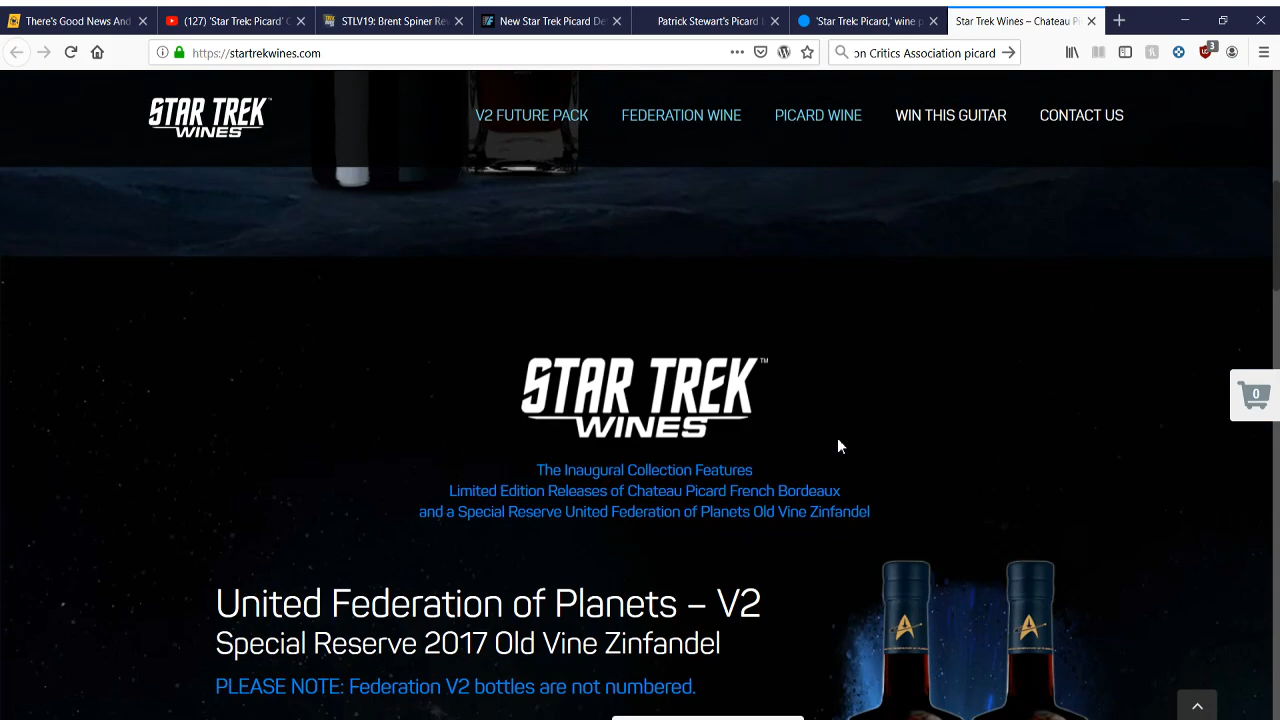 There's Good News And
(127) 'Star Trek: Picard' C
STLV19: Brent Spiner Rev
New Star Trek Picard De
Patrick Stewart's Picard L
'Star Trek: Picard,' wine p
Star Trek Wines – Chateau Pi
https://startrekwines.com
on Critics Association picard
3
STAR TREK™
WINES
V2 FUTURE PACK
FEDERATION WINE
PICARD WINE
WIN THIS GUITAR
CONTACT US
STAR TREK™
WINES
0
The Inaugural Collection Features
Limited Edition Releases of Chateau Picard French Bordeaux
and a Special Reserve United Federation of Planets Old Vine Zinfandel
United Federation of Planets – V2
Special Reserve 2017 Old Vine Zinfandel
PLEASE NOTE: Federation V2 bottles are not numbered.